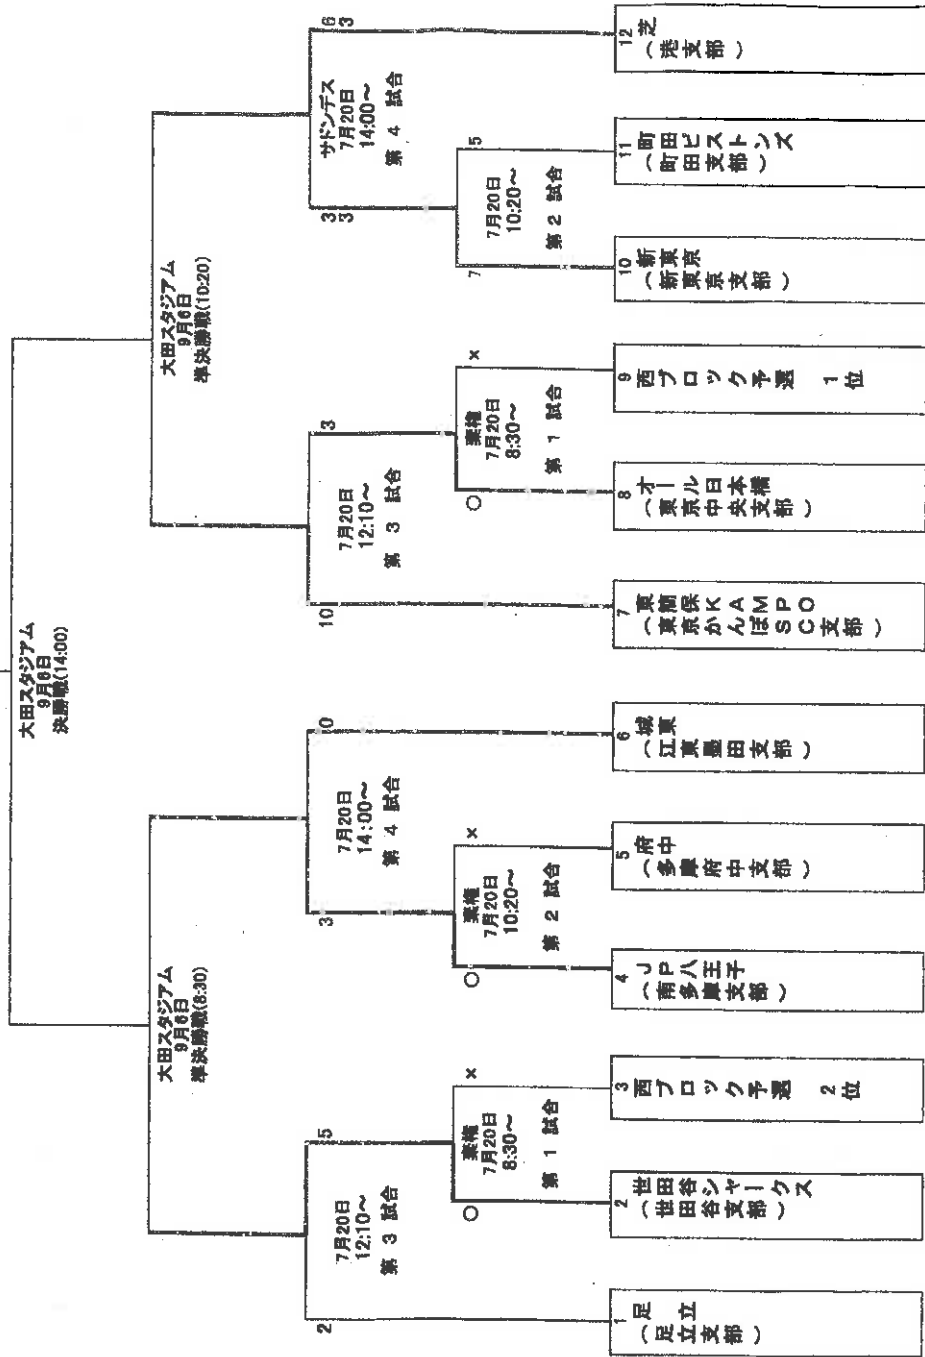 大田スタジアム
9月6日
決勝戦(14:00)
大田スタジアム
9月6日
準決勝戦(8:30)
大田スタジアム
9月6日
準決勝戦(10:20)
2
7月20日
12:10～
第 3 試合
5
3
7月20日
14:00～
第 4 試合
0
10
7月20日
12:10～
第 3 試合
3
3
3
サドンデス
7月20日
14:00～
第 4 試合
6
3
○
棄権
7月20日
8:30～
第 1 試合
×
○
棄権
7月20日
10:20～
第 2 試合
×
○
棄権
7月20日
8:30～
第 1 試合
×
7
7月20日
10:20～
第 2 試合
5
1
足 立
（ 足立支部 ）
2
世田谷シャークス
（ 世田谷支部 ）
3
西ブロック予選 2位
4
JP八王子
（ 南多摩支部 ）
5
府中
（ 多摩府中支部 ）
6
城東
（ 江東墨田支部 ）
7
東簡保KAMPO
（ 東京かんぽSC支部 ）
8
オール日本橋
（ 東京中央支部 ）
9
西ブロック予選 1位
10
新東京
（ 新東京支部 ）
11
町田ピストンズ
（ 町田支部 ）
12
芝
（ 港支部 ）